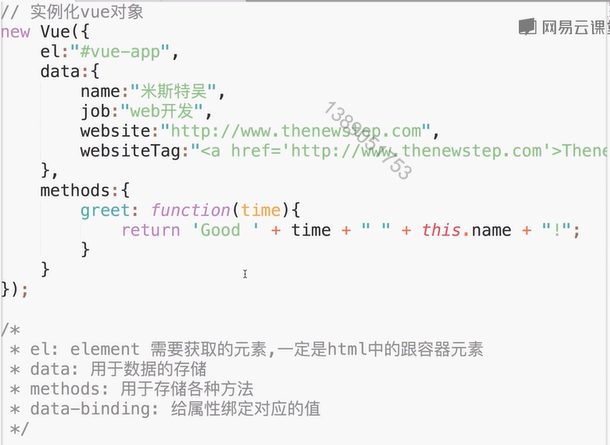 // 实例化vue对象
new Vue({
网易云课堂
    el:"#vue-app",
    data:{
        name:"米斯特吴",
        job:"web开发",
        website:"http://www.thenewstep.com",
        websiteTag:"<a href='http://www.thenewstep.com'>Thene
    },
    methods:{
        greet: function(time){
            return 'Good ' + time + " " + this.name + "!";
        }
    }
});

/*
 * el: element 需要获取的元素,一定是html中的跟容器元素
 * data: 用于数据的存储
 * methods: 用于存储各种方法
 * data-binding: 给属性绑定对应的值
 */